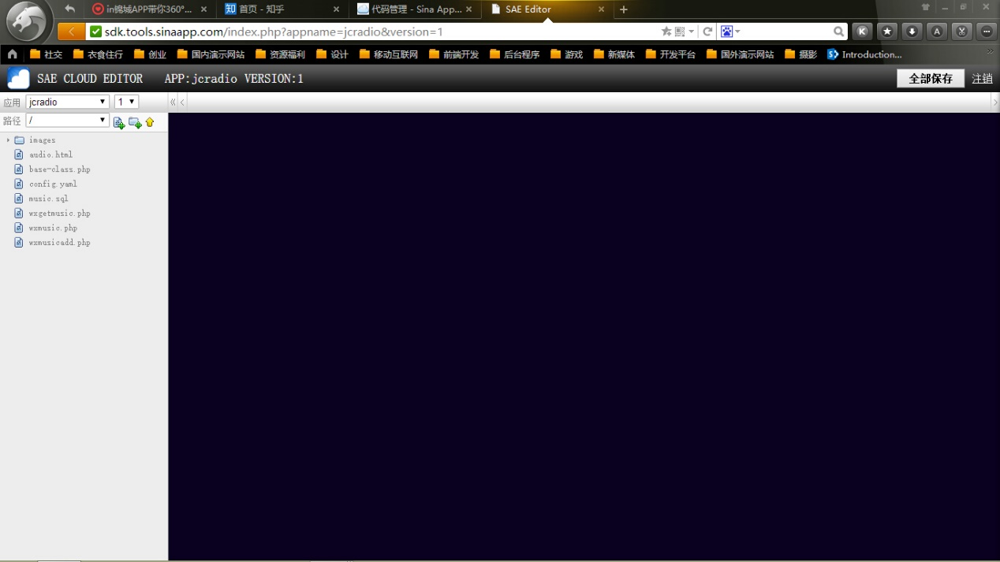 in锦城APP带你360°... 首页 - 知乎 代码管理 - Sina App... SAE Editor
sdk.tools.sinaapp.com/index.php?appname=jcradio&version=1
社交 衣食住行 创业 国内演示网站 资源福利 设计 移动互联网 前端开发 后台程序 游戏 新媒体 开发平台 国外演示网站 摄影 Introduction...
SAE CLOUD EDITOR APP:jcradio VERSION:1 全部保存 注销
应用 jcradio 1
路径 /
images
audio.html
base-class.php
config.yaml
music.sql
wxgetmusic.php
wxmusic.php
wxmusicadd.php